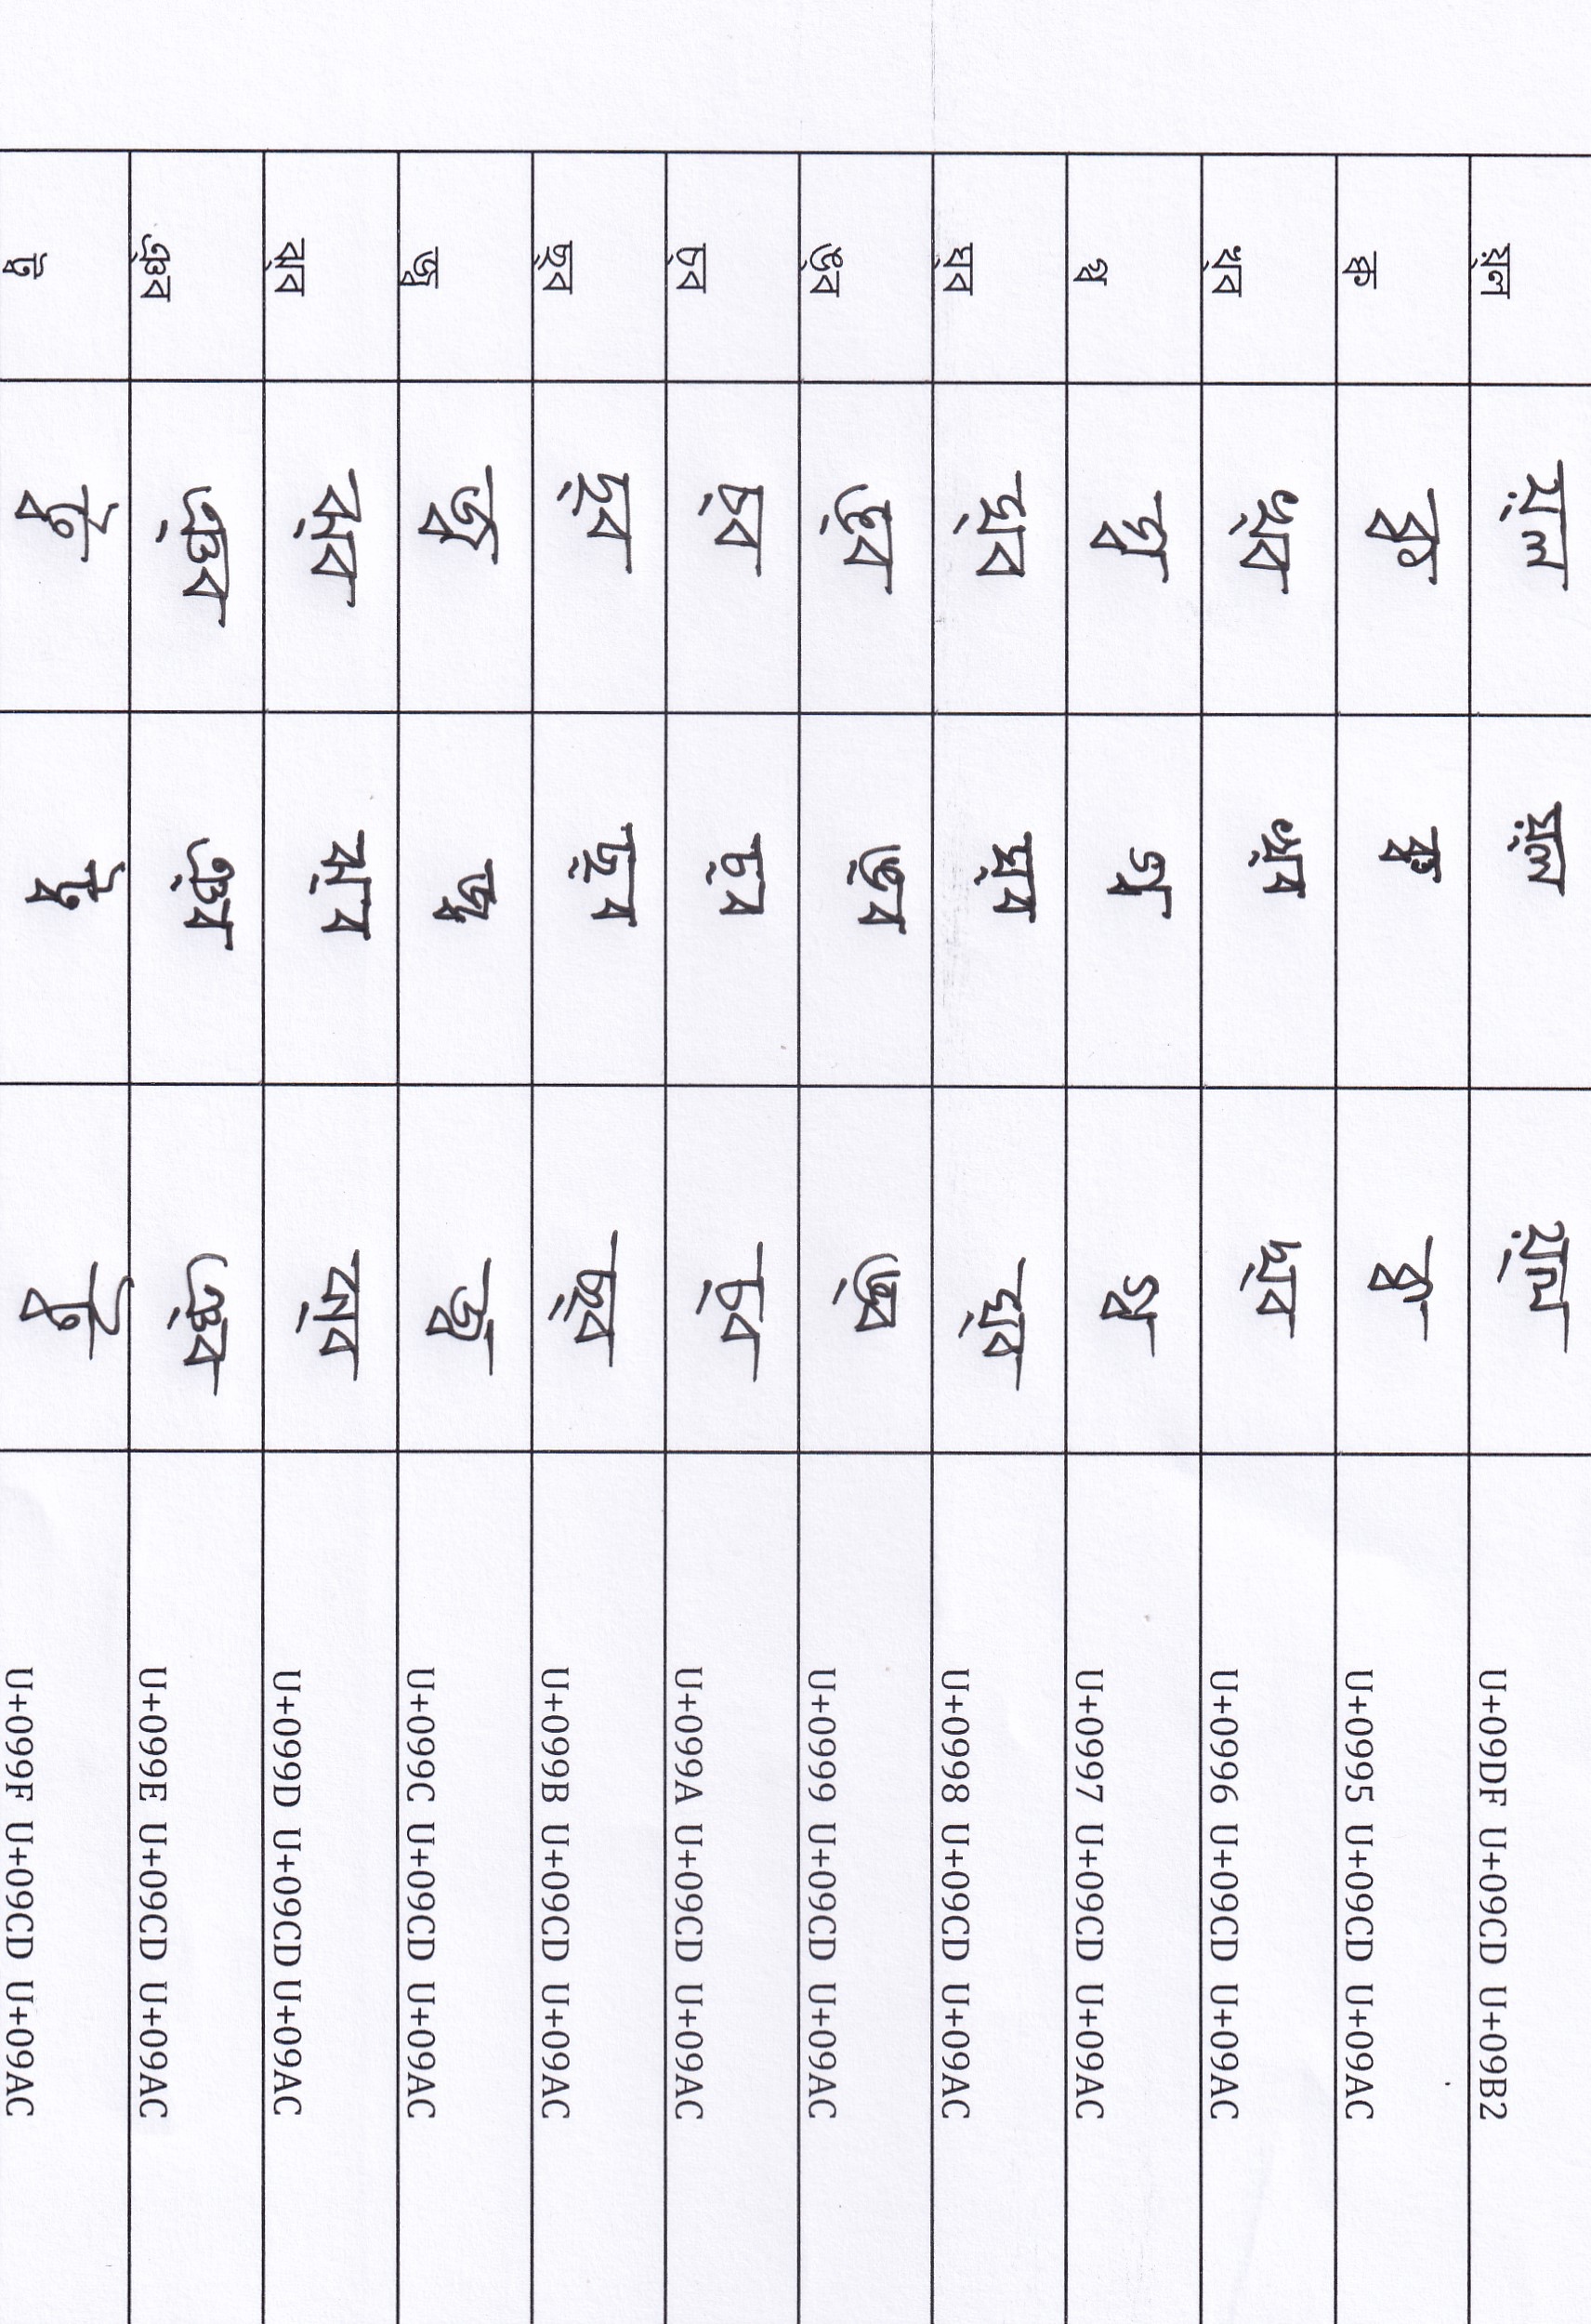 য়্ল য়্ল য়্ল য়্ল U+09DF U+09CD U+09B2
ক্ব ক্ব ক্ব ক্ব U+0995 U+09CD U+09AC
খ্ব খ্ব খ্ব খ্ব U+0996 U+09CD U+09AC
গ্ব গ্ব গ্ব গ্ব U+0997 U+09CD U+09AC
ঘ্ব ঘ্ব ঘ্ব ঘ্ব U+0998 U+09CD U+09AC
ঙ্ব ঙ্ব ঙ্ব ঙ্ব U+0999 U+09CD U+09AC
চ্ব চ্ব চ্ব চ্ব U+099A U+09CD U+09AC
ছ্ব ছ্ব ছ্ব ছ্ব U+099B U+09CD U+09AC
জ্ব জ্ব জ্ব জ্ব U+099C U+09CD U+09AC
ঝ্ব ঝ্ব ঝ্ব ঝ্ব U+099D U+09CD U+09AC
ঞ্ব ঞ্ব ঞ্ব ঞ্ব U+099E U+09CD U+09AC
ট্ব ট্ব ট্ব ট্ব U+099F U+09CD U+09AC